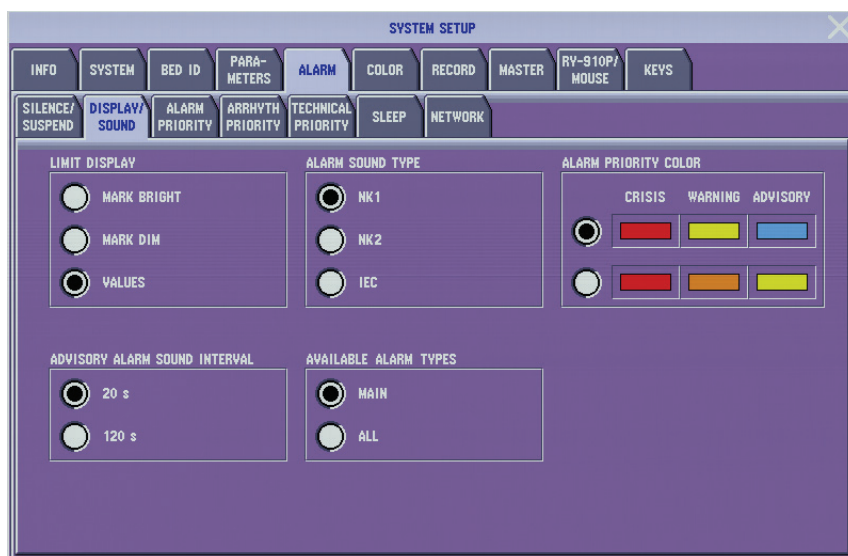 SYSTEM SETUP
INFO SYSTEM BED ID PARA-METERS ALARM COLOR RECORD MASTER RY-910P/MOUSE KEYS
SILENCE/SUSPEND DISPLAY/SOUND ALARM PRIORITY ARRHYTH PRIORITY TECHNICAL PRIORITY SLEEP NETWORK
LIMIT DISPLAY
MARK BRIGHT
MARK DIM
VALUES
ALARM SOUND TYPE
NK1
NK2
IEC
ALARM PRIORITY COLOR
CRISIS WARNING ADVISORY
ADVISORY ALARM SOUND INTERVAL
20 s
120 s
AVAILABLE ALARM TYPES
MAIN
ALL